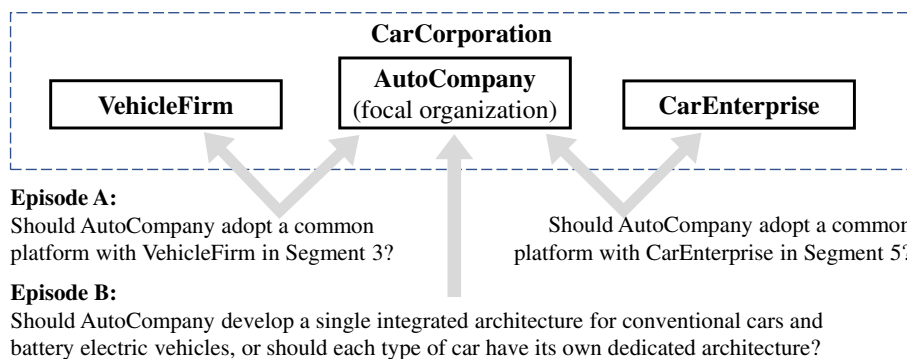 CarCorporation
VehicleFirm
AutoCompany
(focal organization)
CarEnterprise
Episode A:
Should AutoCompany adopt a common
platform with VehicleFirm in Segment 3?
Should AutoCompany adopt a common
platform with CarEnterprise in Segment 5?
Episode B:
Should AutoCompany develop a single integrated architecture for conventional cars and
battery electric vehicles, or should each type of car have its own dedicated architecture?